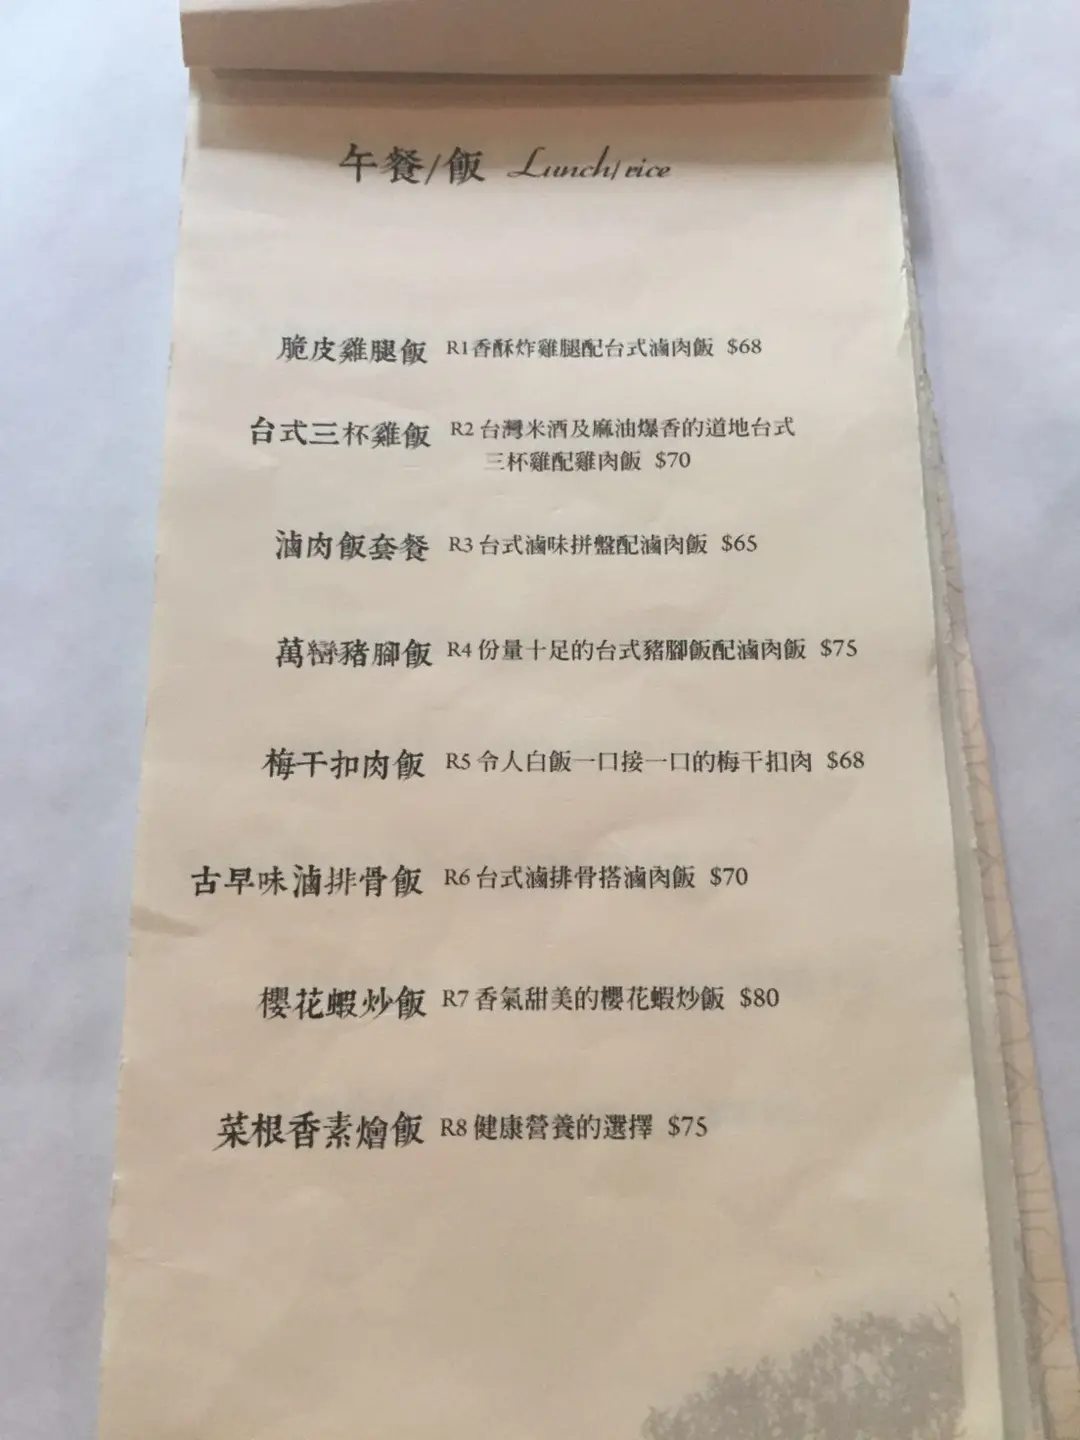 午餐/飯 Lunch/rice
脆皮雞腿飯 R1香酥炸雞腿配台式滷肉飯 $68
台式三杯雞飯 R2 台灣米酒及麻油爆香的道地台式
三杯雞配雞肉飯 $70
滷肉飯套餐 R3 台式滷味拼盤配滷肉飯 $65
萬巒豬腳飯 R4 份量十足的台式豬腳飯配滷肉飯 $75
梅干扣肉飯 R5 令人白飯一口接一口的梅干扣肉 $68
古早味滷排骨飯 R6 台式滷排骨搭滷肉飯 $70
櫻花蝦炒飯 R7 香氣甜美的櫻花蝦炒飯 $80
菜根香素燴飯 R8 健康營養的選擇 $75